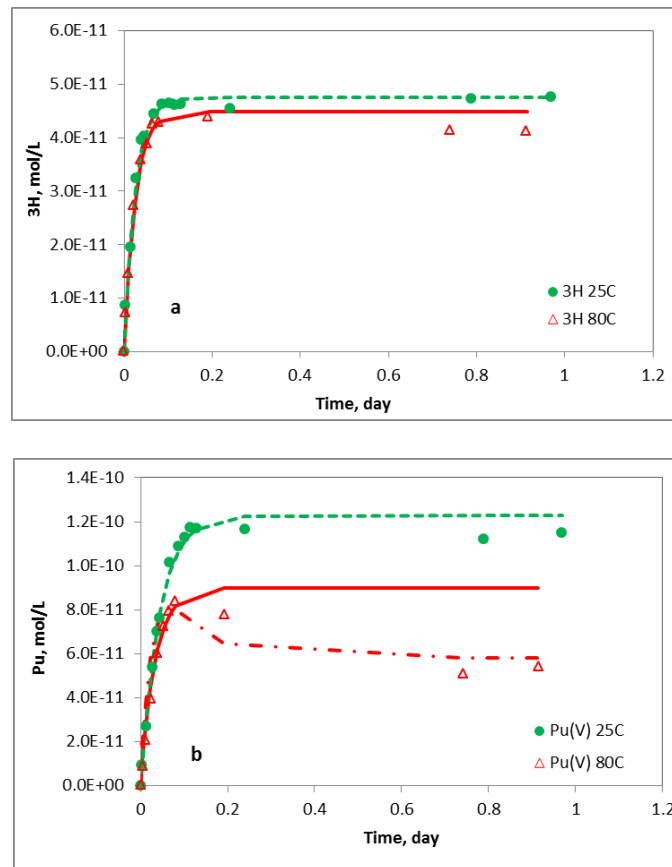 6.0E-11
5.0E-11
4.0E-11
3.0E-11
2.0E-11
1.0E-11
0.0E+00
3H, mol/L
a
3H 25C
3H 80C
0 0.2 0.4 0.6 0.8 1 1.2
Time, day
1.4E-10
1.2E-10
1.0E-10
8.0E-11
6.0E-11
4.0E-11
2.0E-11
0.0E+00
Pu, mol/L
b
Pu(V) 25C
Pu(V) 80C
0 0.2 0.4 0.6 0.8 1 1.2
Time, day